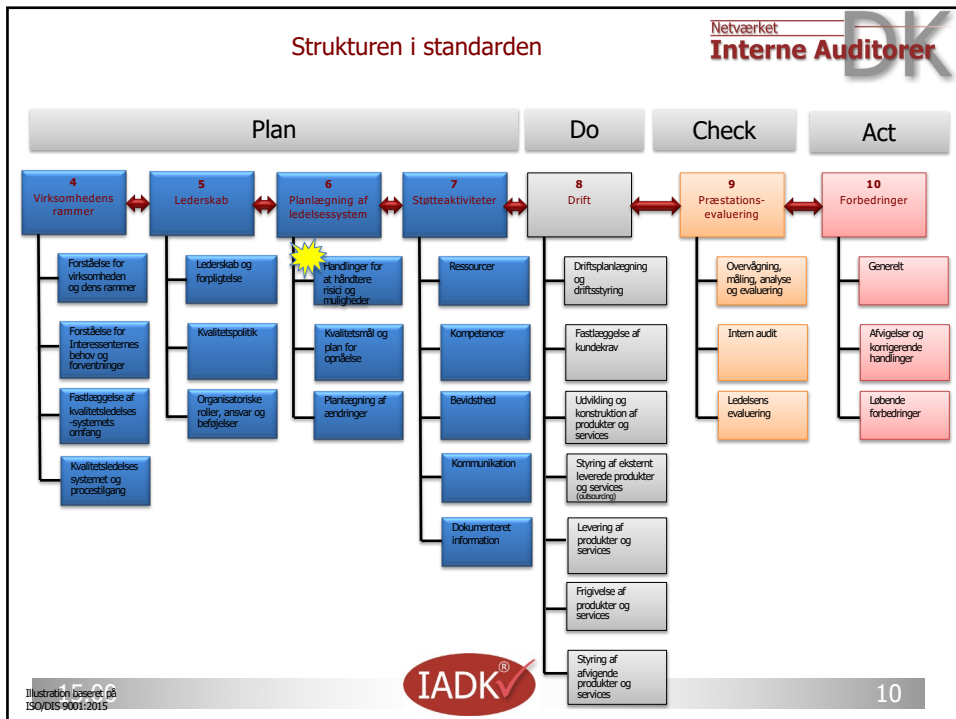 Strukturen i standarden
Netværket
Interne Auditorer
DK
Plan
Do
Check
Act
4
Virksomhedens
rammer
5
Lederskab
6
Planlægning af
ledelsessystem
7
Støtteaktiviteter
8
Drift
9
Præstations-
evaluering
10
Forbedringer
Forståelse for
virksomheden
og dens rammer
Forståelse for
Interessenternes
behov og
forventninger
Fastlæggelse af
kvalitetsledelses
-systemets
omfang
Kvalitetsledelses
systemet og
procestilgang
Lederskab og
forpligtelse
Kvalitetspolitik
Organisatoriske
roller, ansvar og
beføjelser
Handlinger for
at håndtere
risici og
muligheder
Kvalitetsmål og
plan for
opnåelse
Planlægning af
ændringer
Ressourcer
Kompetencer
Bevidsthed
Kommunikation
Dokumenteret
information
Driftsplanlægning
og
driftsstyring
Fastlæggelse af
kundekrav
Udvikling og
konstruktion af
produkter og
services
Styring af eksternt
leverede produkter
og services
(outsourcing)
Levering af
produkter og
services
Frigivelse af
produkter og
services
Styring af
afvigende
produkter og
services
Overvågning,
måling, analyse
og evaluering
Intern audit
Ledelsens
evaluering
Generelt
Afvigelser og
korrigerende
handlinger
Løbende
forbedringer
Illustration baseret på
ISO/DIS 9001:2015
IADK®
10